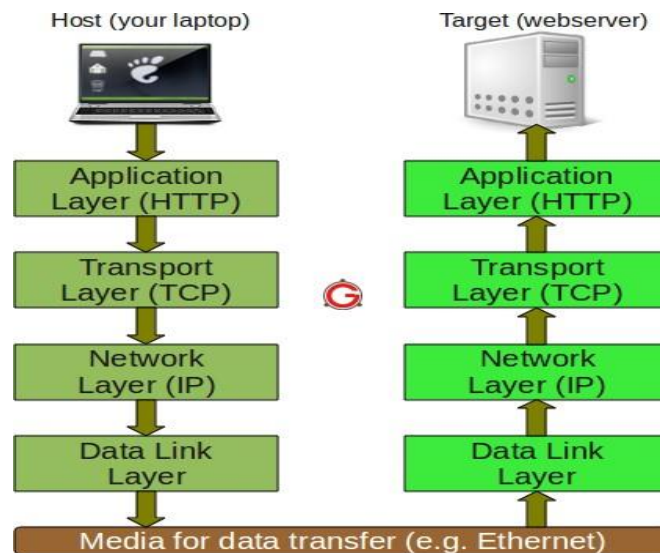 Host (your laptop)
Target (webserver)
Application
Layer (HTTP)
Transport
Layer (TCP)
Network
Layer (IP)
Data Link
Layer
G
Application
Layer (HTTP)
Transport
Layer (TCP)
Network
Layer (IP)
Data Link
Layer
Media for data transfer (e.g. Ethernet)